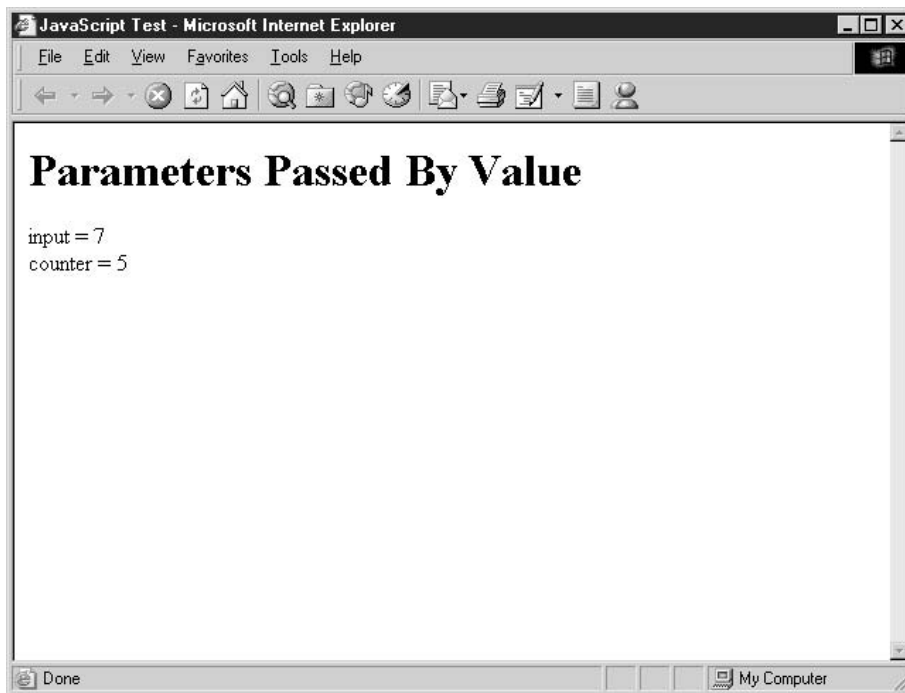 JavaScript Test - Microsoft Internet Explorer
File Edit View Favorites Tools Help
Parameters Passed By Value
input = 7
counter = 5
Done
My Computer